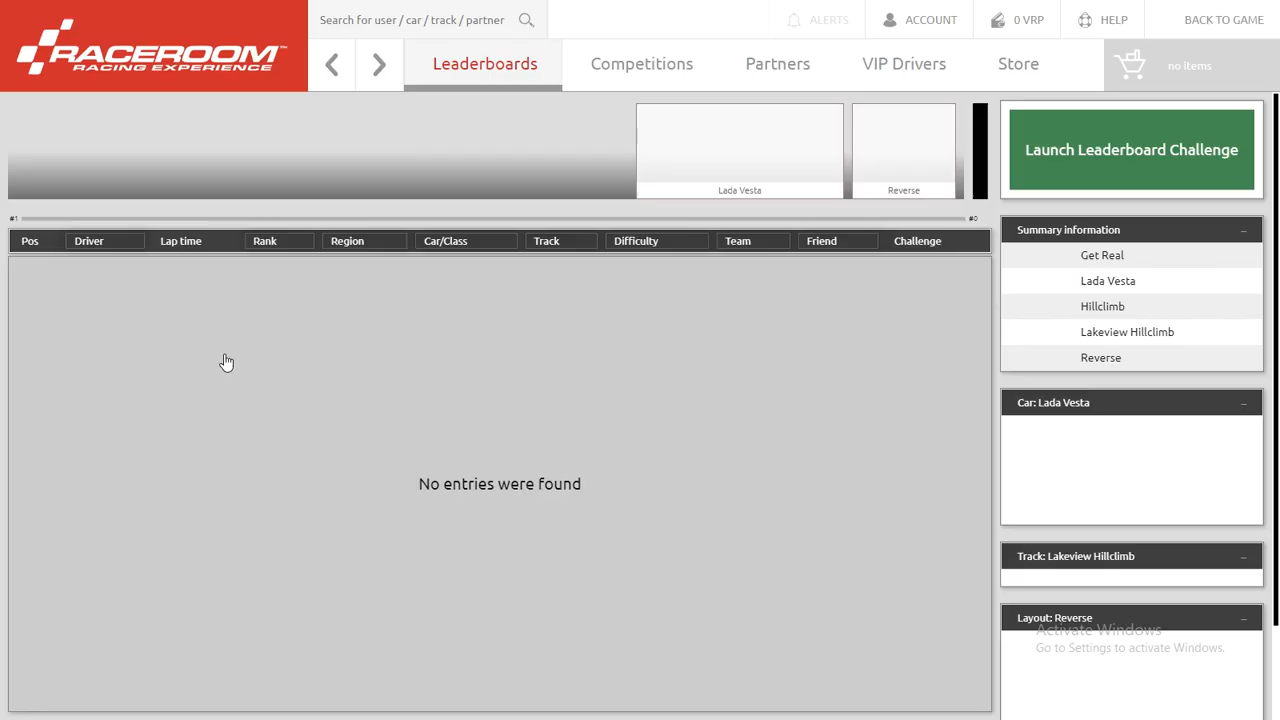 RACEROOM™
RACING EXPERIENCE
Search for user / car / track / partner
ALERTS
ACCOUNT
0 VRP
HELP
BACK TO GAME
Leaderboards
Competitions
Partners
VIP Drivers
Store
no items
Lada Vesta
Reverse
Launch Leaderboard Challenge
#1
#0
Pos Driver Lap time Rank Region Car/Class Track Difficulty Team Friend Challenge
No entries were found
Summary information
Get Real
Lada Vesta
Hillclimb
Lakeview Hillclimb
Reverse
Car: Lada Vesta
Track: Lakeview Hillclimb
Layout: Reverse
Activate Windows
Go to Settings to activate Windows.